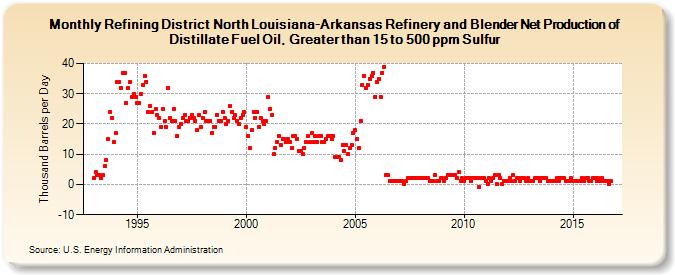 Monthly Refining District North Louisiana-Arkansas Refinery and Blender Net Production of
Distillate Fuel Oil, Greater than 15 to 500 ppm Sulfur
Thousand Barrels per Day
40
30
20
10
0
-10
1995
2000
2005
2010
2015
Source: U.S. Energy Information Administration